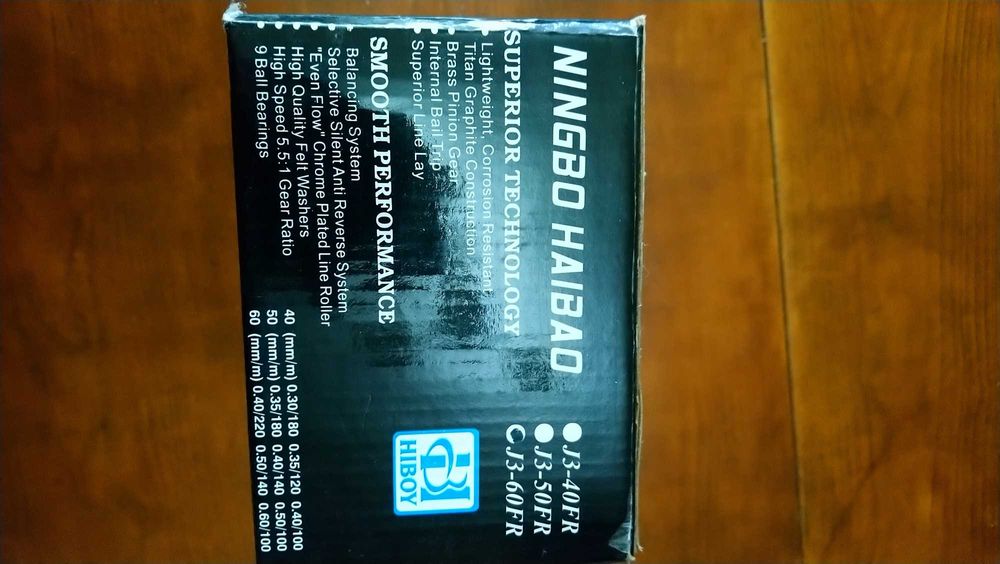 NINGBO HAIBAO
J3-40FR
J3-50FR
J3-60FR
SUPERIOR TECHNOLOGY
Lightweight, Corrosion Resistant
Titan Graphite Construction
Brass Pinion Gear
Internal Bail Trip
Superior Line Lay
SMOOTH PERFORMANCE
Balancing System
Selective Silent Anti Reverse System
"Even Flow" Chrome Plated Line Roller
High Quality Felt Washers
High Speed 5.5:1 Gear Ratio
9 Ball Bearings
HIBOY
40 (mm/m) 0.30/180 0.35/120 0.40/100
50 (mm/m) 0.35/180 0.40/140 0.50/100
60 (mm/m) 0.40/220 0.50/140 0.60/100